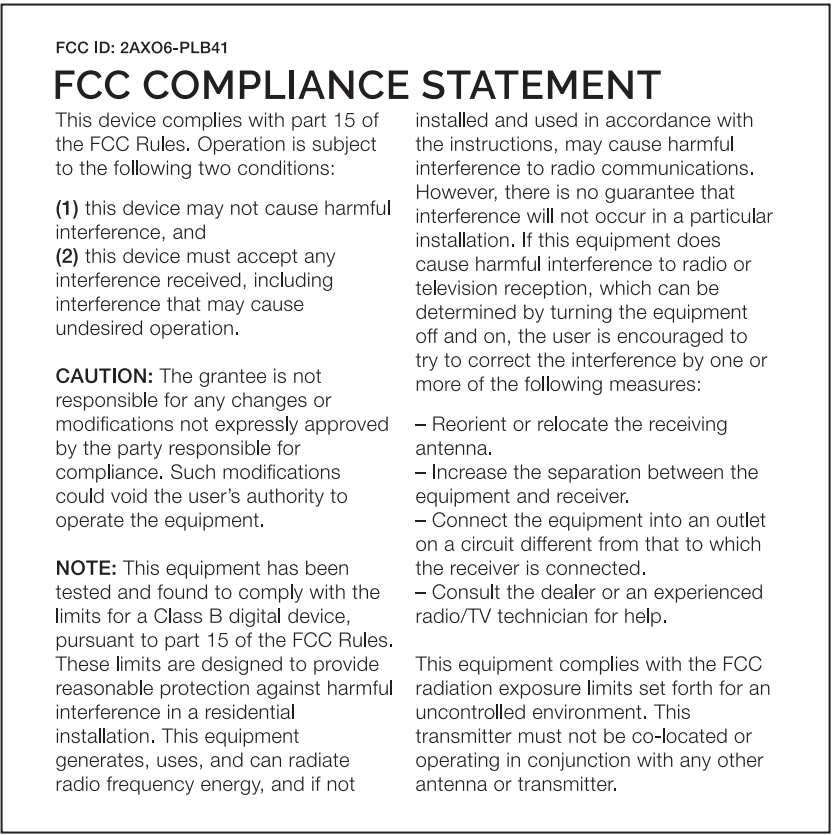 FCC ID: 2AXO6-PLB41
FCC COMPLIANCE STATEMENT
This device complies with part 15 of
the FCC Rules. Operation is subject
to the following two conditions:
(1) this device may not cause harmful
interference, and
(2) this device must accept any
interference received, including
interference that may cause
undesired operation.
CAUTION: The grantee is not
responsible for any changes or
modifications not expressly approved
by the party responsible for
compliance. Such modifications
could void the user's authority to
operate the equipment.
NOTE: This equipment has been
tested and found to comply with the
limits for a Class B digital device,
pursuant to part 15 of the FCC Rules.
These limits are designed to provide
reasonable protection against harmful
interference in a residential
installation. This equipment
generates, uses, and can radiate
radio frequency energy, and if not
installed and used in accordance with
the instructions, may cause harmful
interference to radio communications.
However, there is no guarantee that
interference will not occur in a particular
installation. If this equipment does
cause harmful interference to radio or
television reception, which can be
determined by turning the equipment
off and on, the user is encouraged to
try to correct the interference by one or
more of the following measures:
– Reorient or relocate the receiving
antenna.
– Increase the separation between the
equipment and receiver.
– Connect the equipment into an outlet
on a circuit different from that to which
the receiver is connected.
– Consult the dealer or an experienced
radio/TV technician for help.
This equipment complies with the FCC
radiation exposure limits set forth for an
uncontrolled environment. This
transmitter must not be co-located or
operating in conjunction with any other
antenna or transmitter.